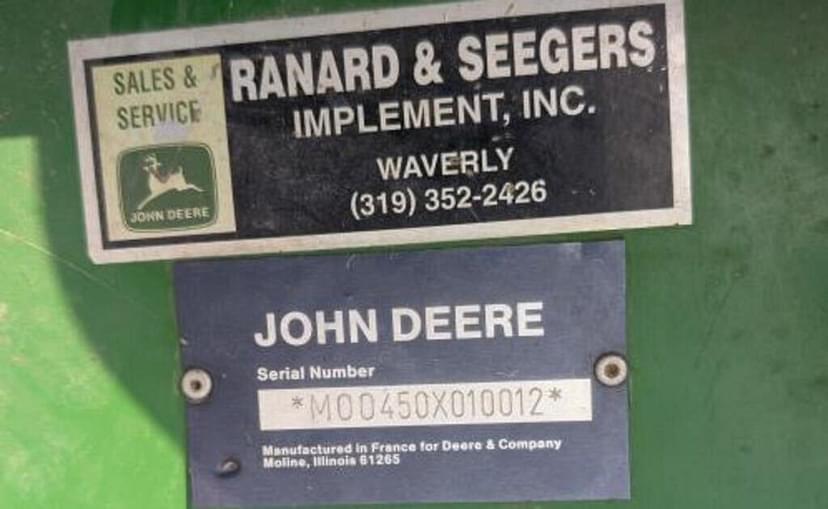 SALES &
SERVICE
JOHN DEERE
RANARD & SEEGERS
IMPLEMENT, INC.
WAVERLY
(319) 352-2426
JOHN DEERE
Serial Number
*M00450X010012*
Manufactured in France for Deere & Company
Moline, Illinois 61265